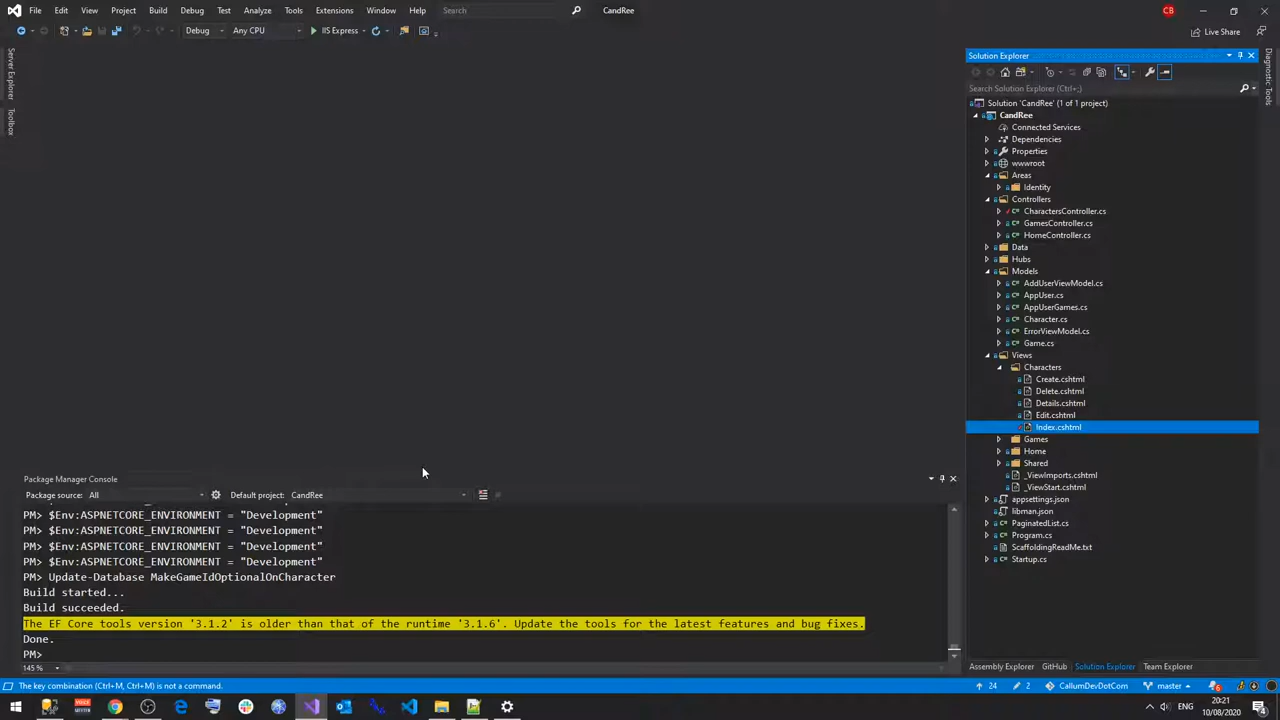 File Edit View Project Build Debug Test Analyze Tools Extensions Window Help Search CandRee CB
Debug Any CPU IIS Express Live Share
Server Explorer
Toolbox
Diagnostic Tools
Solution Explorer
Search Solution Explorer (Ctrl+;)
Solution 'CandRee' (1 of 1 project)
CandRee
Connected Services
Dependencies
Properties
wwwroot
Areas
Identity
Controllers
CharactersController.cs
GamesController.cs
HomeController.cs
Data
Hubs
Models
AddUserViewModel.cs
AppUser.cs
AppUserGames.cs
Character.cs
ErrorViewModel.cs
Game.cs
Views
Characters
Create.cshtml
Delete.cshtml
Details.cshtml
Edit.cshtml
Index.cshtml
Games
Home
Shared
_ViewImports.cshtml
_ViewStart.cshtml
appsettings.json
libman.json
PaginatedList.cs
Program.cs
ScaffoldingReadMe.txt
Startup.cs
Assembly Explorer GitHub Solution Explorer Team Explorer
Package Manager Console
Package source: All Default project: CandRee
PM> $Env:ASPNETCORE_ENVIRONMENT = "Development"
PM> $Env:ASPNETCORE_ENVIRONMENT = "Development"
PM> $Env:ASPNETCORE_ENVIRONMENT = "Development"
PM> $Env:ASPNETCORE_ENVIRONMENT = "Development"
PM> Update-Database MakeGameIdOptionalOnCharacter
Build started...
Build succeeded.
The EF Core tools version '3.1.2' is older than that of the runtime '3.1.6'. Update the tools for the latest features and bug fixes.
Done.
PM>
145 %
The key combination (Ctrl+M, Ctrl+M) is not a command. 24 2 CallumDevDotCom master 6
ENG 20:21
10/08/2020